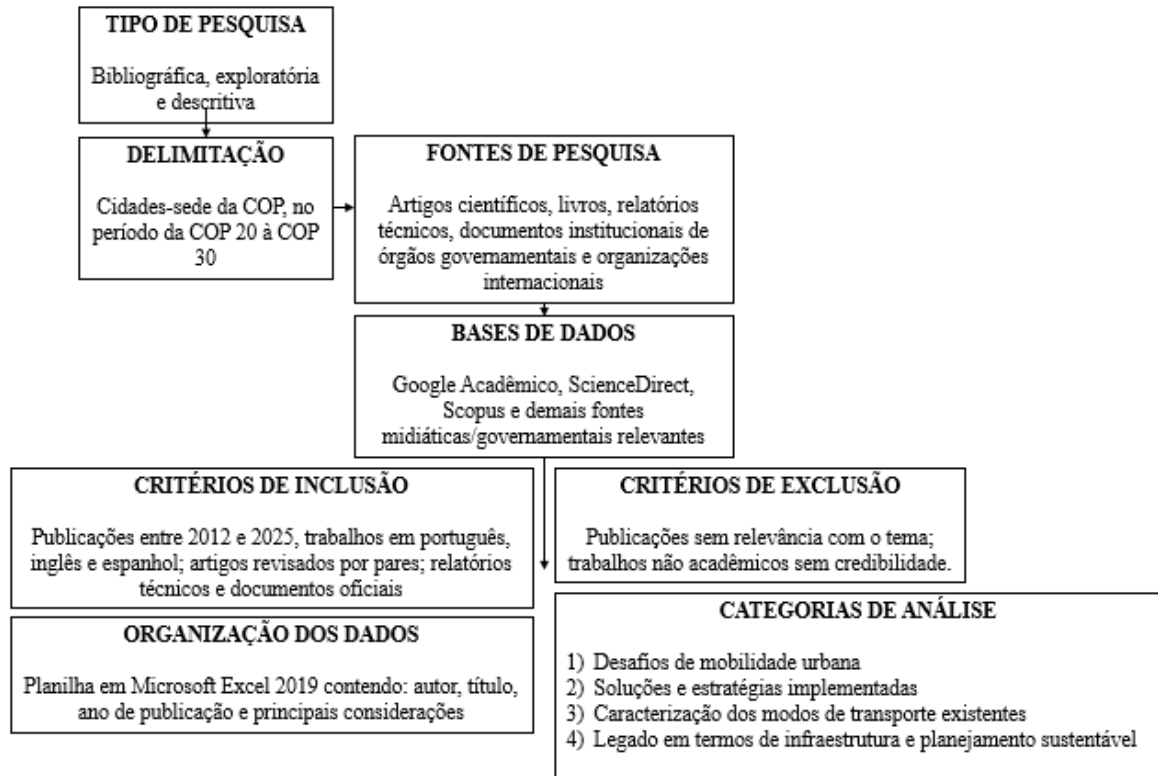 TIPO DE PESQUISA
Bibliográfica, exploratória
e descritiva
DELIMITAÇÃO
Cidades-sede da COP, no
período da COP 20 à COP
30
FONTES DE PESQUISA
Artigos científicos, livros, relatórios
técnicos, documentos institucionais de
órgãos governamentais e organizações
internacionais
BASES DE DADOS
Google Acadêmico, ScienceDirect,
Scopus e demais fontes
midiáticas/governamentais relevantes
CRITÉRIOS DE INCLUSÃO
Publicações entre 2012 e 2025, trabalhos em português,
inglês e espanhol; artigos revisados por pares; relatórios
técnicos e documentos oficiais
CRITÉRIOS DE EXCLUSÃO
Publicações sem relevância com o tema;
trabalhos não acadêmicos sem credibilidade.
ORGANIZAÇÃO DOS DADOS
Planilha em Microsoft Excel 2019 contendo: autor, título,
ano de publicação e principais considerações
CATEGORIAS DE ANÁLISE
1) Desafios de mobilidade urbana
2) Soluções e estratégias implementadas
3) Caracterização dos modos de transporte existentes
4) Legado em termos de infraestrutura e planejamento sustentável